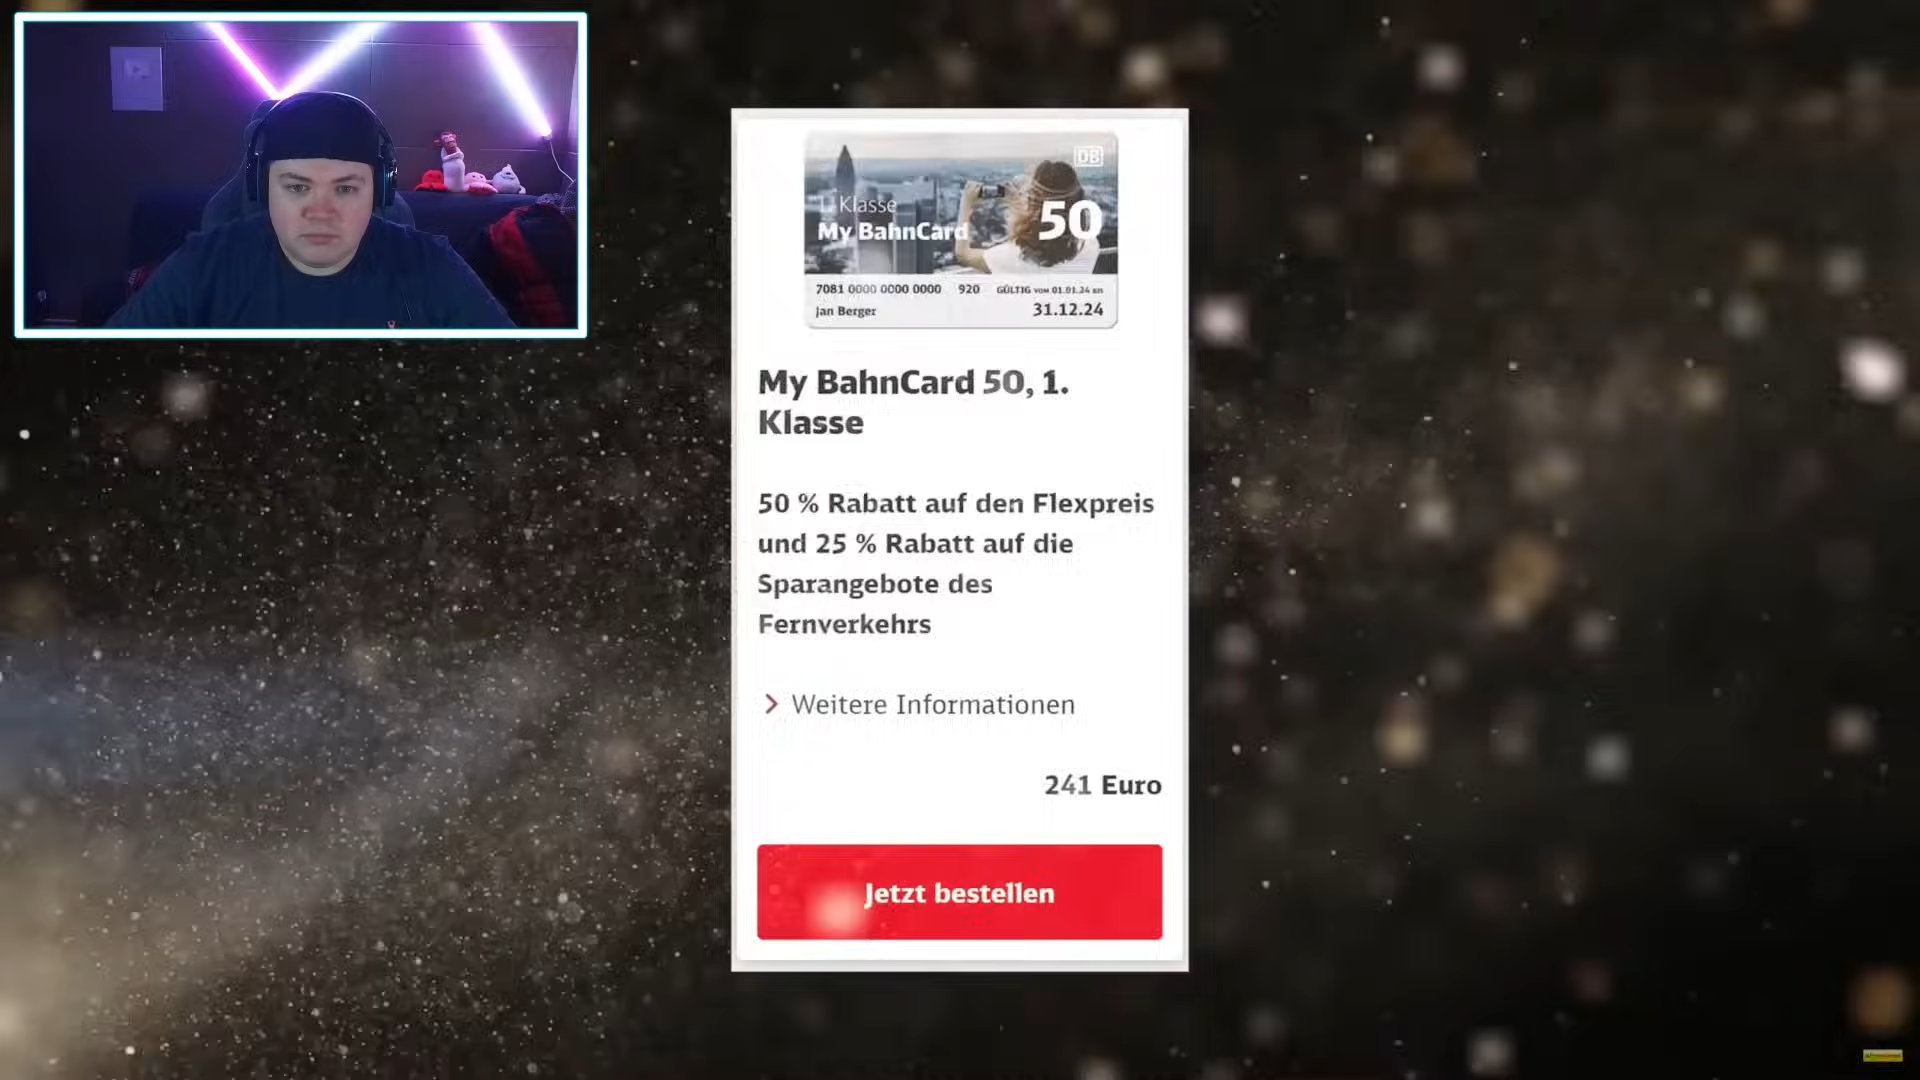 DB
1. Klasse
My BahnCard
50
7081 0000 0000 0000 920 GÜLTIG VOM 01.01.24 BIS
Jan Berger 31.12.24
My BahnCard 50, 1.
Klasse
50 % Rabatt auf den Flexpreis
und 25 % Rabatt auf die
Sparangebote des
Fernverkehrs
Weitere Informationen
241 Euro
Jetzt bestellen